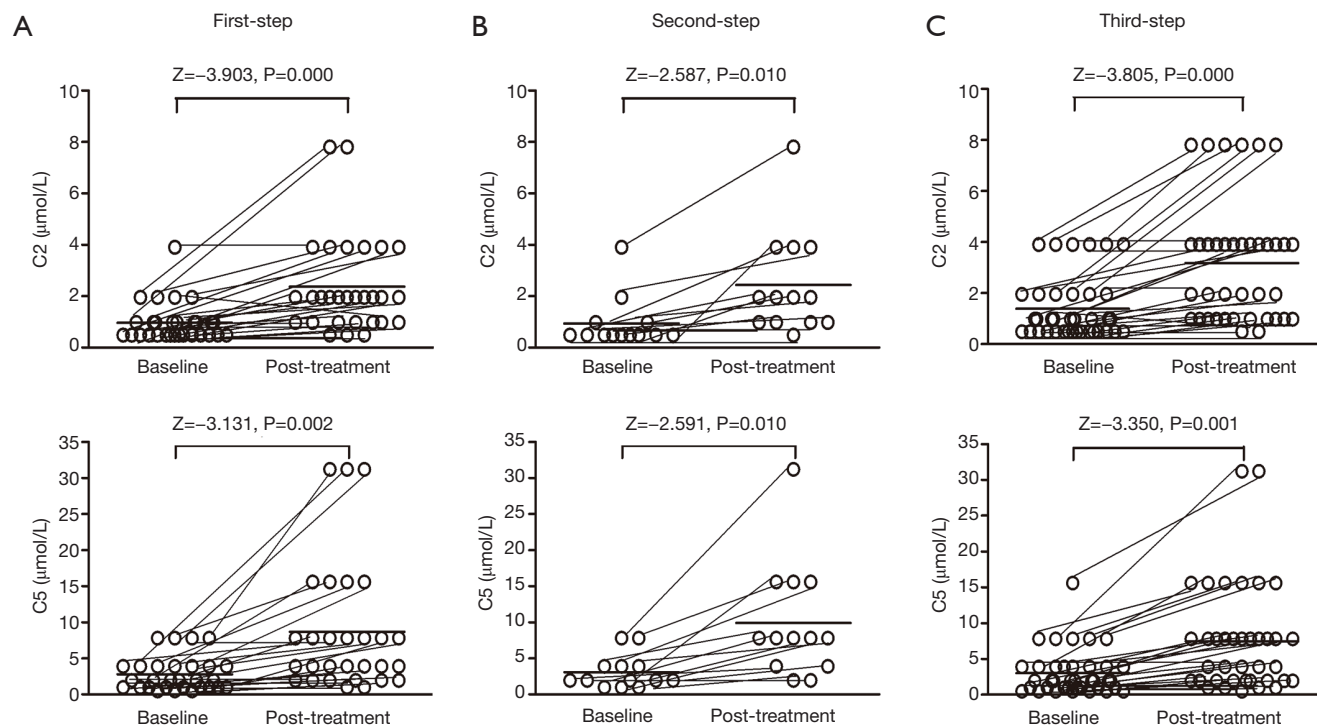 A First-step
Z=−3.903, P=0.000
C2 (μmol/L)
10
8
6
4
2
0
Baseline Post-treatment
B Second-step
Z=−2.587, P=0.010
C2 (μmol/L)
10
8
6
4
2
0
Baseline Post-treatment
C Third-step
Z=−3.805, P=0.000
C2 (μmol/L)
10
8
6
4
2
0
Baseline Post-treatment
Z=−3.131, P=0.002
C5 (μmol/L)
35
30
25
20
15
10
5
0
Baseline Post-treatment
Z=−2.591, P=0.010
C5 (μmol/L)
35
30
25
20
15
10
5
0
Baseline Post-treatment
Z=−3.350, P=0.001
C5 (μmol/L)
35
30
25
20
15
10
5
0
Baseline Post-treatment